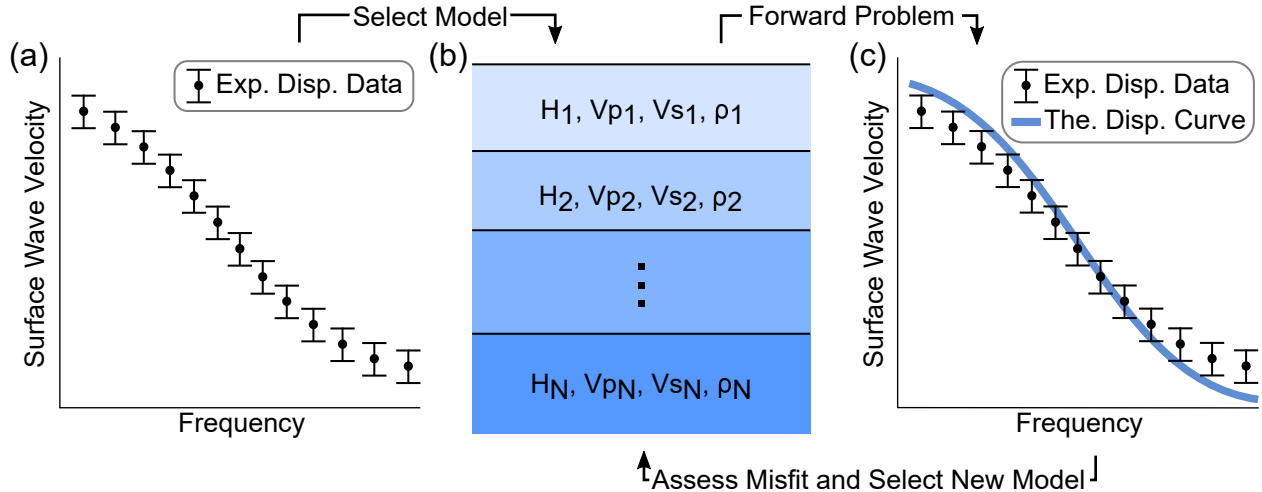 Select Model
Forward Problem
(a)
Exp. Disp. Data
Surface Wave Velocity
Frequency
(b)
H1, Vp1, Vs1, ρ1
H2, Vp2, Vs2, ρ2
HN, VpN, VsN, ρN
(c)
Exp. Disp. Data
The. Disp. Curve
Surface Wave Velocity
Frequency
Assess Misfit and Select New Model